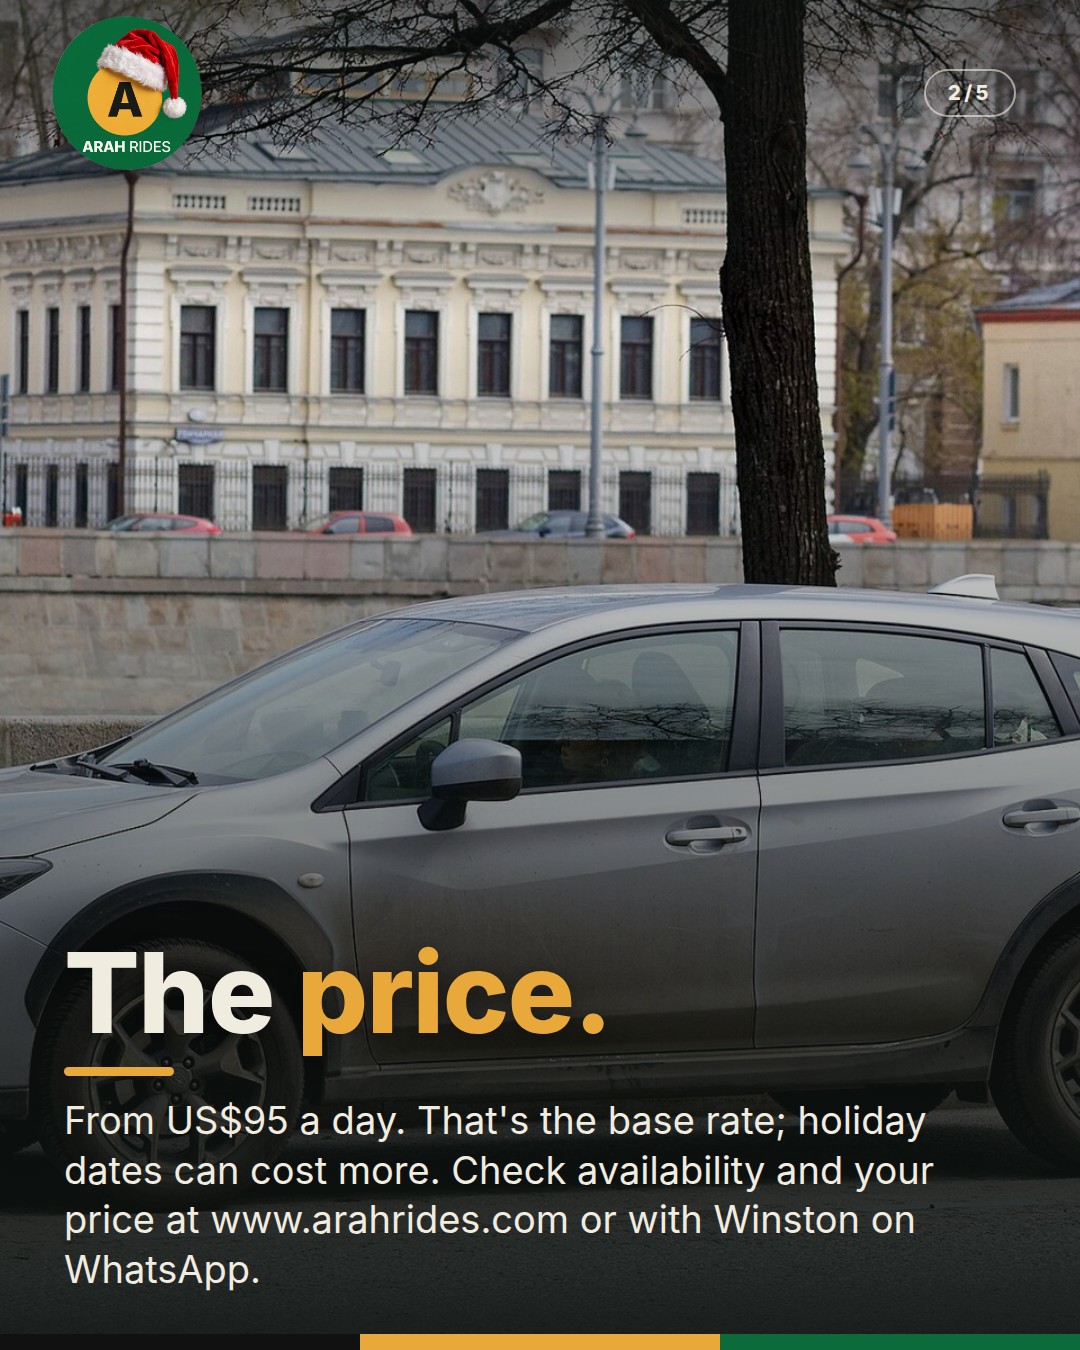 A
ARAH RIDES
2/5
The price.
From US$95 a day. That's the base rate; holiday
dates can cost more. Check availability and your
price at www.arahrides.com or with Winston on
WhatsApp.